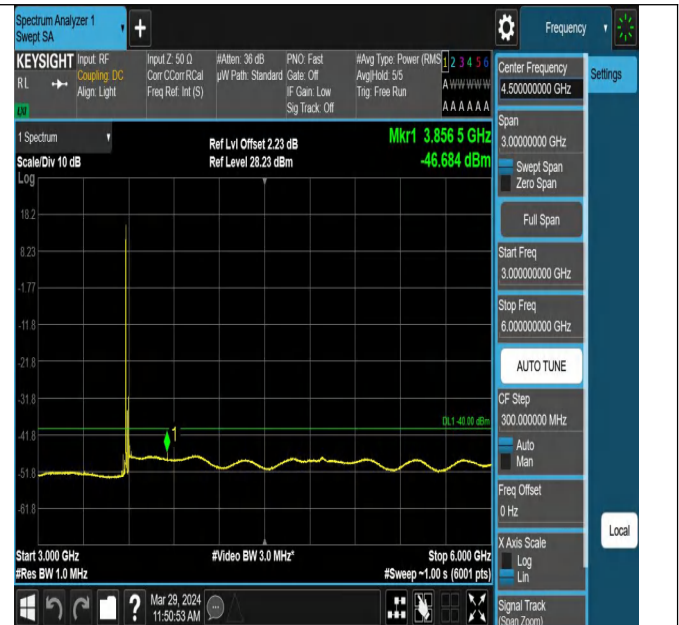 Spectrum Analyzer 1
Swept SA
Frequency
KEYSIGHT
Input: RF
Coupling: DC
Align: Light
Input Z: 50 Ω
Corr CCorr RCal
Freq Ref: Int (S)
#Atten: 36 dB
µW Path: Standard
PNO: Fast
Gate: Off
IF Gain: Low
Sig Track: Off
#Avg Type: Power (RMS
Avg|Hold: 5/5
Trig: Free Run
1 2 3 4 5 6
A W W W W W
A A A A A A
R L
1 Spectrum
Scale/Div 10 dB
Log
Ref Lvl Offset 2.23 dB
Ref Level 28.23 dBm
Mkr1 3.856 5 GHz
-46.684 dBm
18.2
8.23
-1.77
-11.8
-21.8
-31.8
-41.8
-51.8
-61.8
1
DL1 -40.00 dBm
Start 3.000 GHz
#Res BW 1.0 MHz
#Video BW 3.0 MHz*
Stop 6.000 GHz
#Sweep ~1.00 s (6001 pts)
Mar 29, 2024
11:50:53 AM
?
Center Frequency
4.500000000 GHz
Settings
Span
3.00000000 GHz
Swept Span
Zero Span
Full Span
Start Freq
3.000000000 GHz
Stop Freq
6.000000000 GHz
AUTO TUNE
CF Step
300.000000 MHz
Auto
Man
Freq Offset
0 Hz
Local
X Axis Scale
Log
Lin
Signal Track
(Span Zoom)